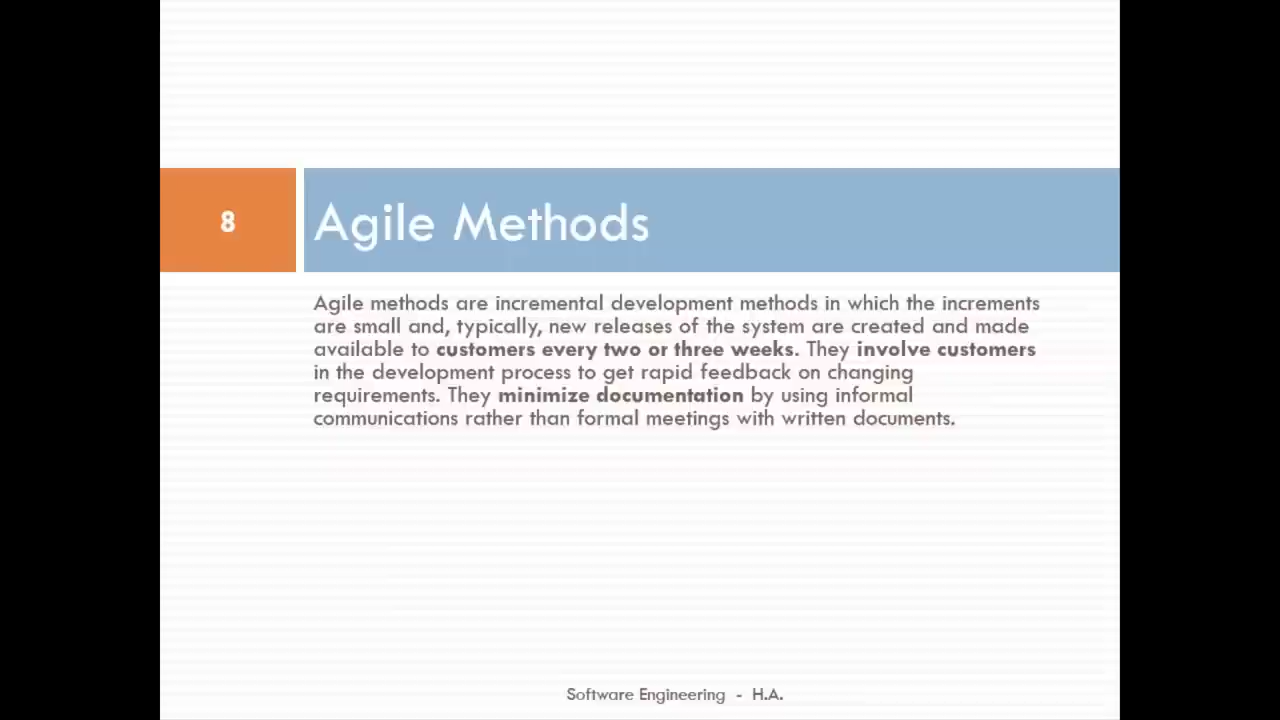 8
Agile Methods
Agile methods are incremental development methods in which the increments
are small and, typically, new releases of the system are created and made
available to customers every two or three weeks. They involve customers
in the development process to get rapid feedback on changing
requirements. They minimize documentation by using informal
communications rather than formal meetings with written documents.
Software Engineering - H.A.